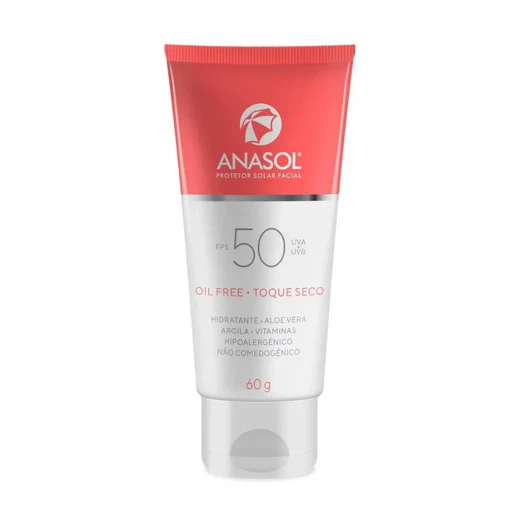 ANASOL®
PROTETOR SOLAR FACIAL
FPS 50 UVA + UVB
OIL FREE • TOQUE SECO
HIDRATANTE • ALOE VERA
ARGILA • VITAMINAS
HIPOALERGÊNICO
NÃO COMEDOGÊNICO
60 g